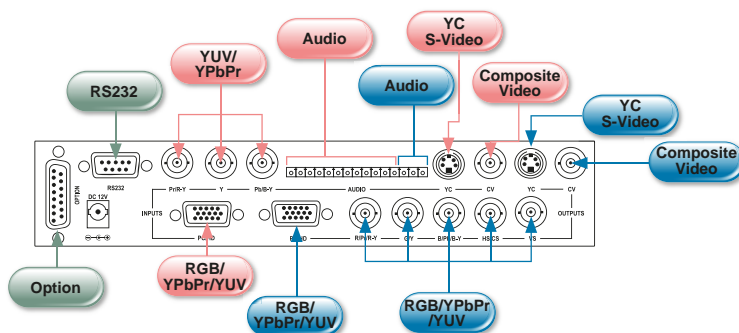 YC
S-Video
Audio
YUV/
YPbPr
Audio
Composite
Video
RS232
YC
S-Video
Composite
Video
OPTION
RS232
DC 12V
Pr/R-Y
Y
Pb/B-Y
AUDIO
YC
CV
YC
CV
INPUTS
R/Pr/R-Y
G/Y
B/Pb/B-Y
HS/CS
VS
OUTPUTS
RGB/
YPbPr/YUV
Option
RGB/
YPbPr/YUV
RGB/YPbPr
/YUV